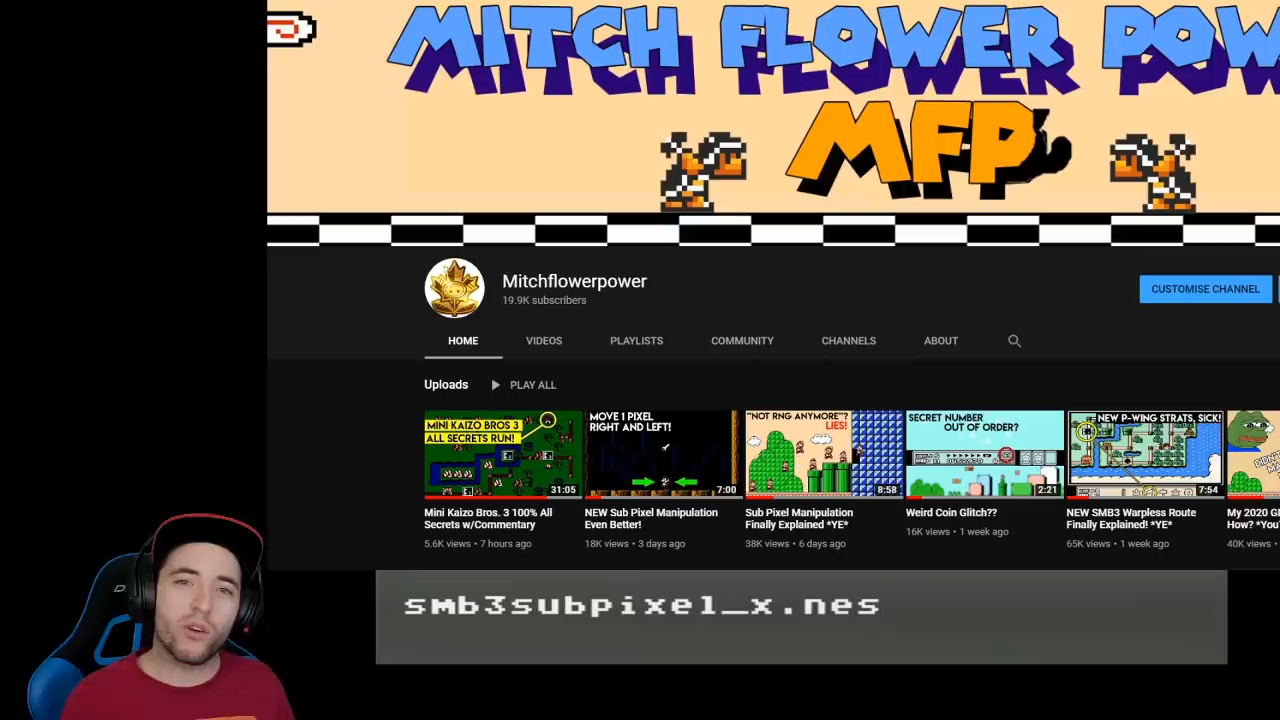 MITCH FLOWER POW
MFP
Mitchflowerpower
19.9K subscribers
CUSTOMISE CHANNEL
HOME VIDEOS PLAYLISTS COMMUNITY CHANNELS ABOUT
Uploads PLAY ALL
MINI KAIZO BROS 3
ALL SECRETS RUN!
31:05
Mini Kaizo Bros. 3 100% All
Secrets w/Commentary
5.6K views • 7 hours ago
MOVE 1 PIXEL
RIGHT AND LEFT!
7:00
NEW Sub Pixel Manipulation
Even Better!
18K views • 3 days ago
"NOT RNG ANYMORE"?
LIES!
8:58
Sub Pixel Manipulation
Finally Explained *YE*
38K views • 6 days ago
SECRET NUMBER
OUT OF ORDER?
2:21
Weird Coin Glitch??
16K views • 1 week ago
NEW P-WING STRATS, SICK!
7:54
NEW SMB3 Warpless Route
Finally Explained! *YE*
65K views • 1 week ago
My 2020 G
How? *You
40K views •
smb3subpixel_x.nes